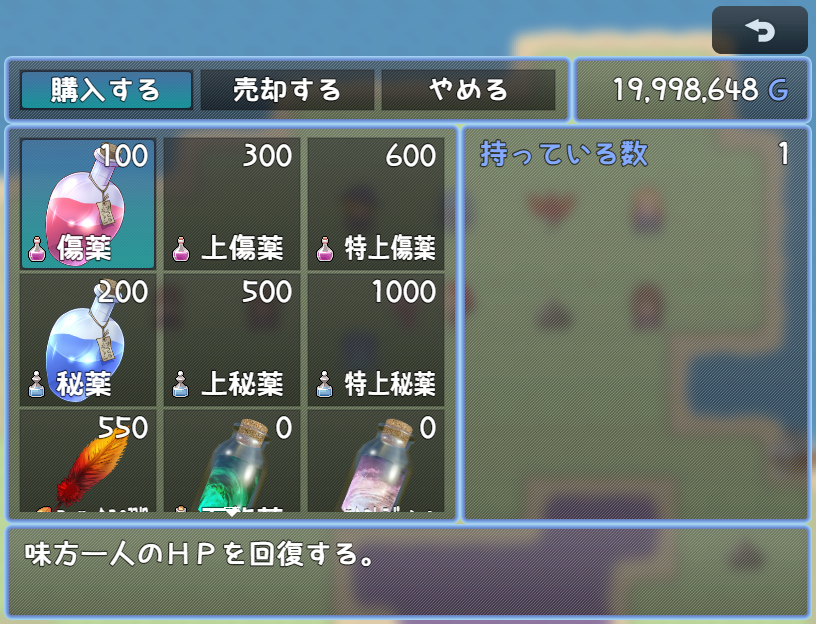 購入する 売却する やめる 19,998,648 G
持っている数 1
100 300 600
傷薬 上傷薬 特上傷薬
200 500 1000
秘薬 上秘薬 特上秘薬
550 0 0
味方一人のHPを回復する。